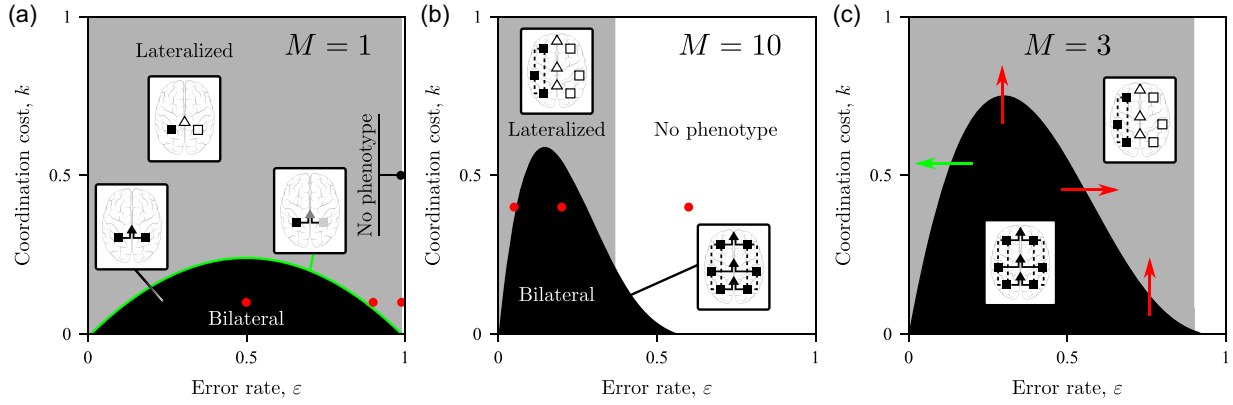 (a)
Coordination cost, k
1
0.5
0
M = 1
Lateralized
No phenotype
Bilateral
0
0.5
1
Error rate, ε
(b)
Coordination cost, k
1
0.5
0
M = 10
Lateralized
No phenotype
Bilateral
0
0.5
1
Error rate, ε
(c)
Coordination cost, k
1
0.5
0
M = 3
0
0.5
1
Error rate, ε